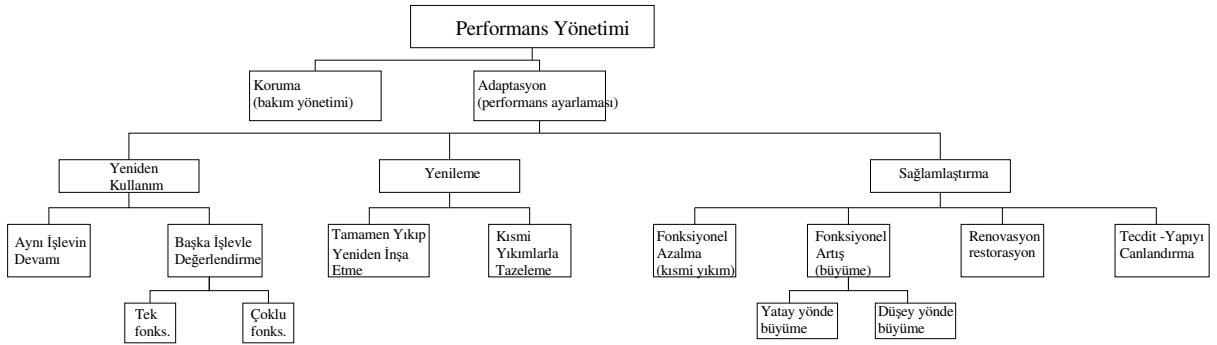 Performans Yönetimi
Koruma
(bakım yönetimi)
Adaptasyon
(performans ayarlaması)
Yeniden
Kullanım
Yenileme
Sağlamlaştırma
Aynı İşlevin
Devamı
Başka İşlevle
Değerlendirme
Tamamen Yıkıp
Yeniden İnşa
Etme
Kısmi
Yıkımlarla
Tazeleme
Fonksiyonel
Azalma
(kısmi yıkım)
Fonksiyonel
Artış
(büyüme)
Renovasyon
restorasyon
Tecdit -Yapıyı
Canlandırma
Tek
fonks.
Çoklu
fonks.
Yatay yönde
büyüme
Düşey yönde
büyüme